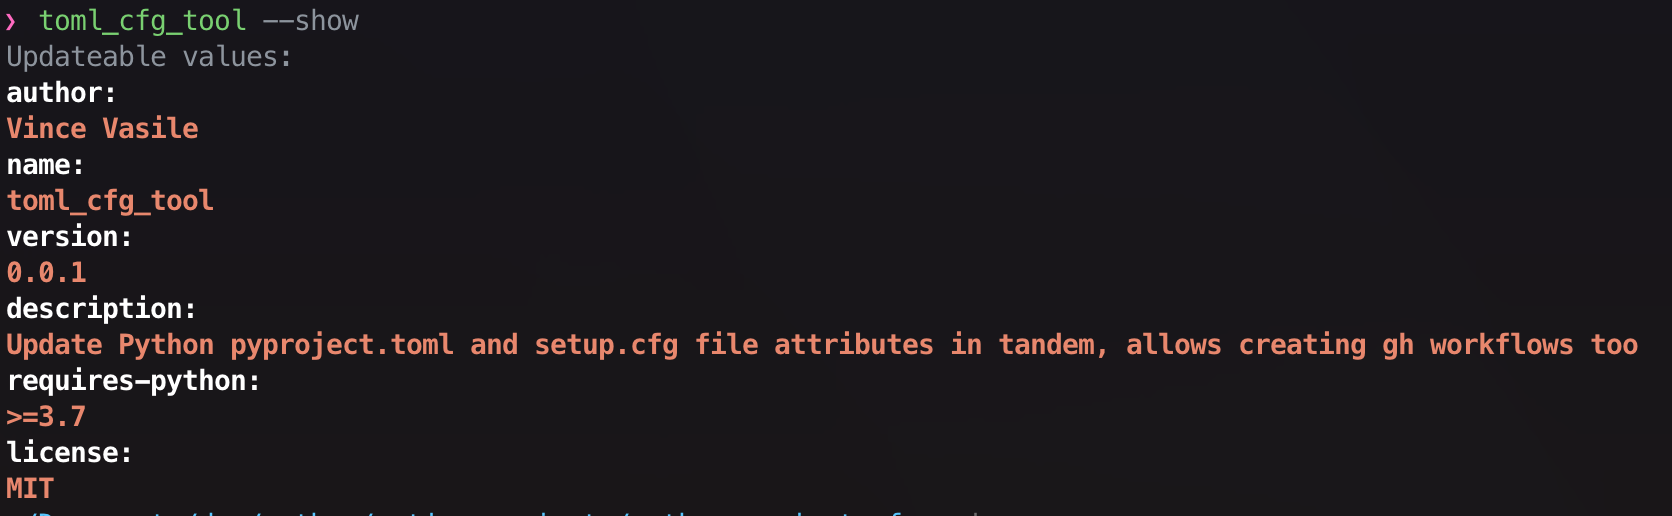 ❯ toml_cfg_tool --show
Updateable values:
author:
Vince Vasile
name:
toml_cfg_tool
version:
0.0.1
description:
Update Python pyproject.toml and setup.cfg file attributes in tandem, allows creating gh workflows too
requires-python:
>=3.7
license:
MIT